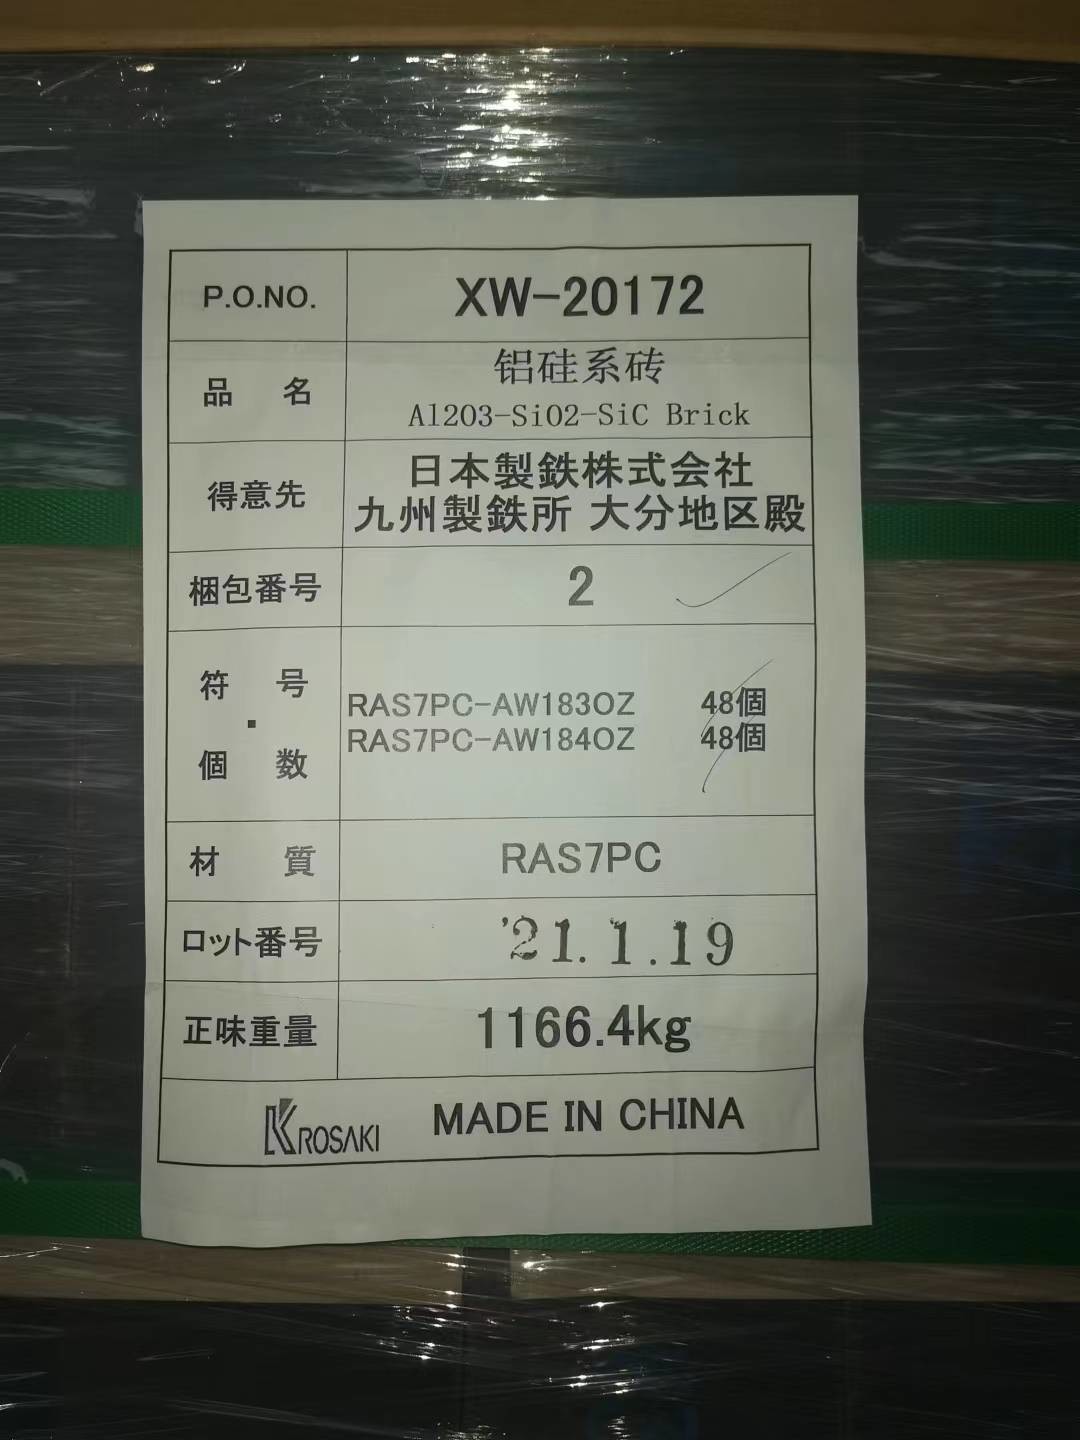 P.O.NO. XW-20172
品 名 铝硅系砖
Al2O3-SiO2-SiC Brick
得意先 日本製鉄株式会社
九州製鉄所 大分地区殿
梱包番号 2
符 号
・
個 数
RAS7PC-AW183OZ 48個
RAS7PC-AW184OZ 48個
材 質 RAS7PC
ロット番号 '21.1.19
正味重量 1166.4kg
KROSAKI MADE IN CHINA